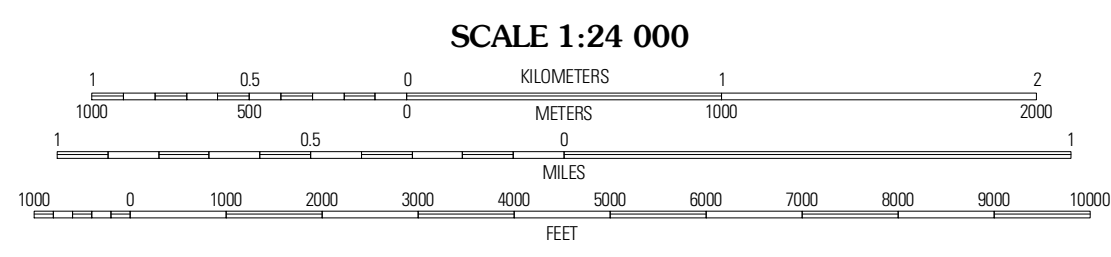 SCALE 1:24 000
1 0.5 0 KILOMETERS 1 2
1000 500 0 METERS 1000 2000
1 0.5 0 1
MILES
1000 0 1000 2000 3000 4000 5000 6000 7000 8000 9000 10000
FEET